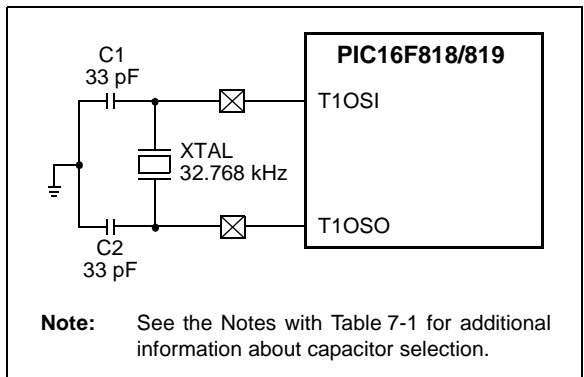 C1
33 pF
PIC16F818/819
T1OSI
XTAL
32.768 kHz
T1OSO
C2
33 pF
Note: See the Notes with Table 7-1 for additional
information about capacitor selection.